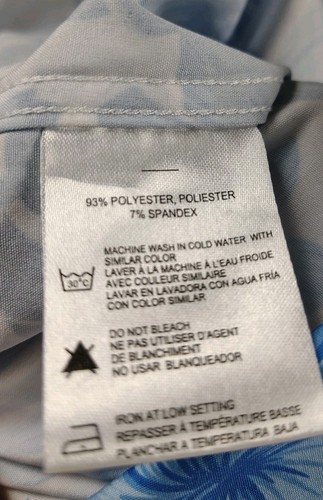 93% POLYESTER, POLIESTER
7% SPANDEX
MACHINE WASH IN COLD WATER WITH
SIMILAR COLOR
LAVER À LA MACHINE À L'EAU FROIDE
AVEC COULEUR SIMILAIRE
LAVAR EN LAVADORA CON AGUA FRÍA
CON COLOR SIMILAR
30°C
DO NOT BLEACH
NE PAS UTILISER D'AGENT
DE BLANCHIMENT
NO USAR BLANQUEADOR
IRON AT LOW SETTING
REPASSER À TEMPÉRATURE BASSE
PLANCHAR A TEMPERATURA BAJA